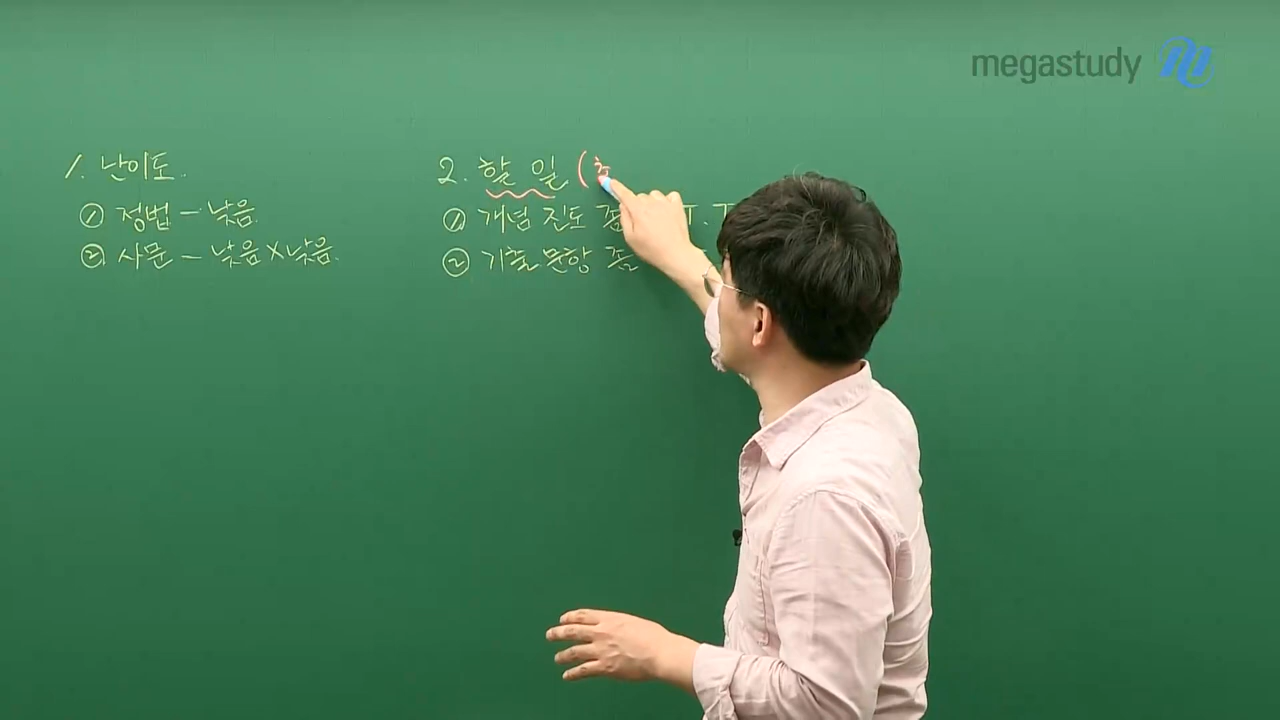 megastudy
1. 난이도.
① 정법 - 낮음.
② 사문 - 낮음 X 낮음.
2. 할 일 (
① 개념 진도
② 기출 문항